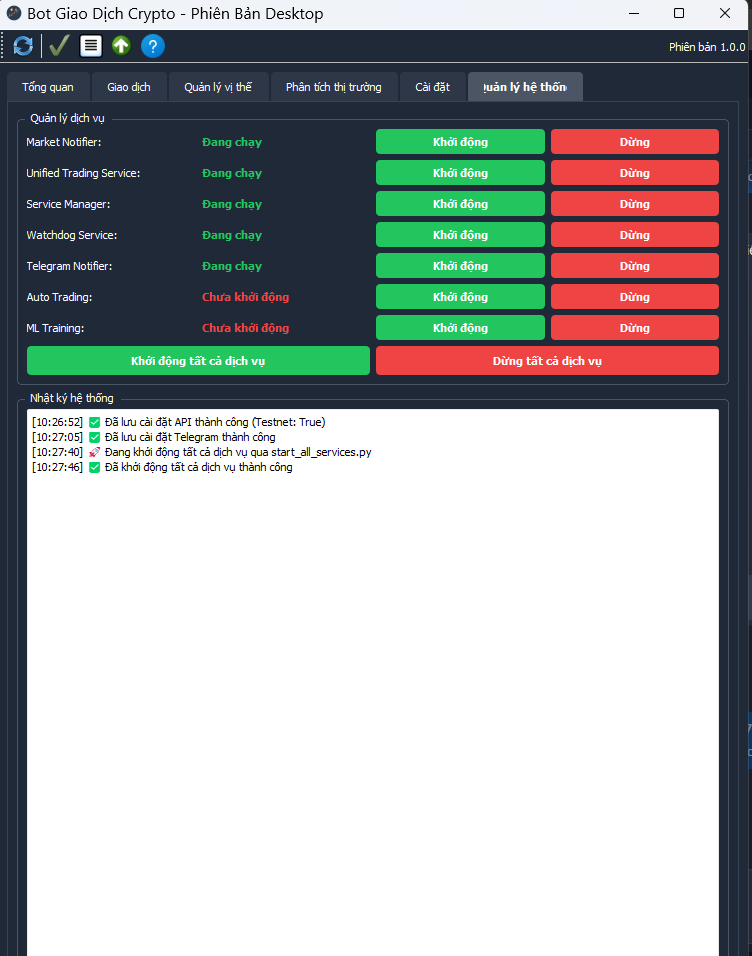 Bot Giao Dịch Crypto - Phiên Bản Desktop
Phiên bản 1.0.0
Tổng quan Giao dịch Quản lý vị thế Phân tích thị trường Cài đặt lý hệ
Quản lý dịch vụ
Market Notifier: Đang chạy Khởi động Dừng
Unified Trading Service: Đang chạy Khởi động Dừng
Service Manager: Đang chạy Khởi động Dừng
Watchdog Service: Đang chạy Khởi động Dừng
Telegram Notifier: Đang chạy Khởi động Dừng
Auto Trading: Chưa khởi động Khởi động Dừng
ML Training: Chưa khởi động Khởi động Dừng
Khởi động tất cả dịch vụ Dừng tất cả dịch vụ
Nhật ký hệ thống
[10:26:52] ✅ Đã lưu cài đặt API thành công (Testnet: True)
[10:27:05] ✅ Đã lưu cài đặt Telegram thành công
[10:27:40] 🚀 Đang khởi động tất cả dịch vụ qua start_all_services.py
[10:27:46] ✅ Đã khởi động tất cả dịch vụ thành công